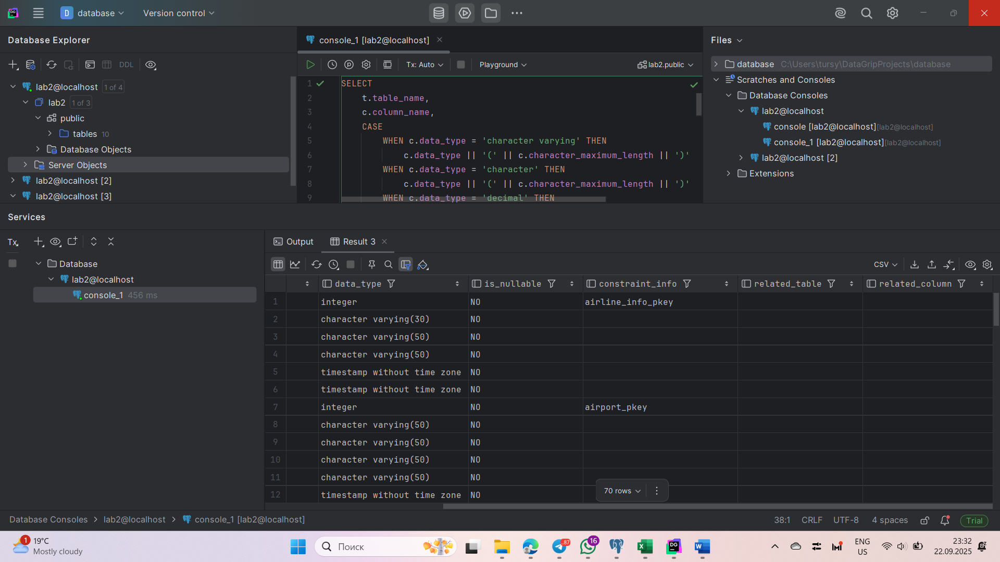 DG
D database
Version control
Database Explorer
console_1 [lab2@localhost]
Files
DDL
Tx: Auto
Playground
lab2.public
database C:\Users\tursy\DataGripProjects\database
Scratches and Consoles
Database Consoles
lab2@localhost
console [lab2@localhost] [lab2@localhost]
console_1 [lab2@localhost] [lab2@localhost]
lab2@localhost [2]
Extensions
lab2@localhost 1 of 4
lab2 1 of 3
public
tables 10
Database Objects
Server Objects
lab2@localhost [2]
lab2@localhost [3]
1 SELECT
2 t.table_name,
3 c.column_name,
4 CASE
5 WHEN c.data_type = 'character varying' THEN
6 c.data_type || '(' || c.character_maximum_length || ')'
7 WHEN c.data_type = 'character' THEN
8 c.data_type || '(' || c.character_maximum_length || ')'
9 WHEN c.data_type = 'decimal' THEN
Services
Tx
Database
lab2@localhost
console_1 456 ms
Output
Result 3
CSV
data_type is_nullable constraint_info related_table related_column
1 integer NO airline_info_pkey
2 character varying(30) NO
3 character varying(50) NO
4 character varying(50) NO
5 timestamp without time zone NO
6 timestamp without time zone NO
7 integer NO airport_pkey
8 character varying(50) NO
9 character varying(50) NO
10 character varying(50) NO
11 character varying(50) NO
12 timestamp without time zone NO
70 rows
Database Consoles > lab2@localhost > console_1 [lab2@localhost]
38:1 CRLF UTF-8 4 spaces Trial
1
19°C
Mostly cloudy
Поиск
..87
16
X
DG
W
ENG
US
23:32
22.09.2025